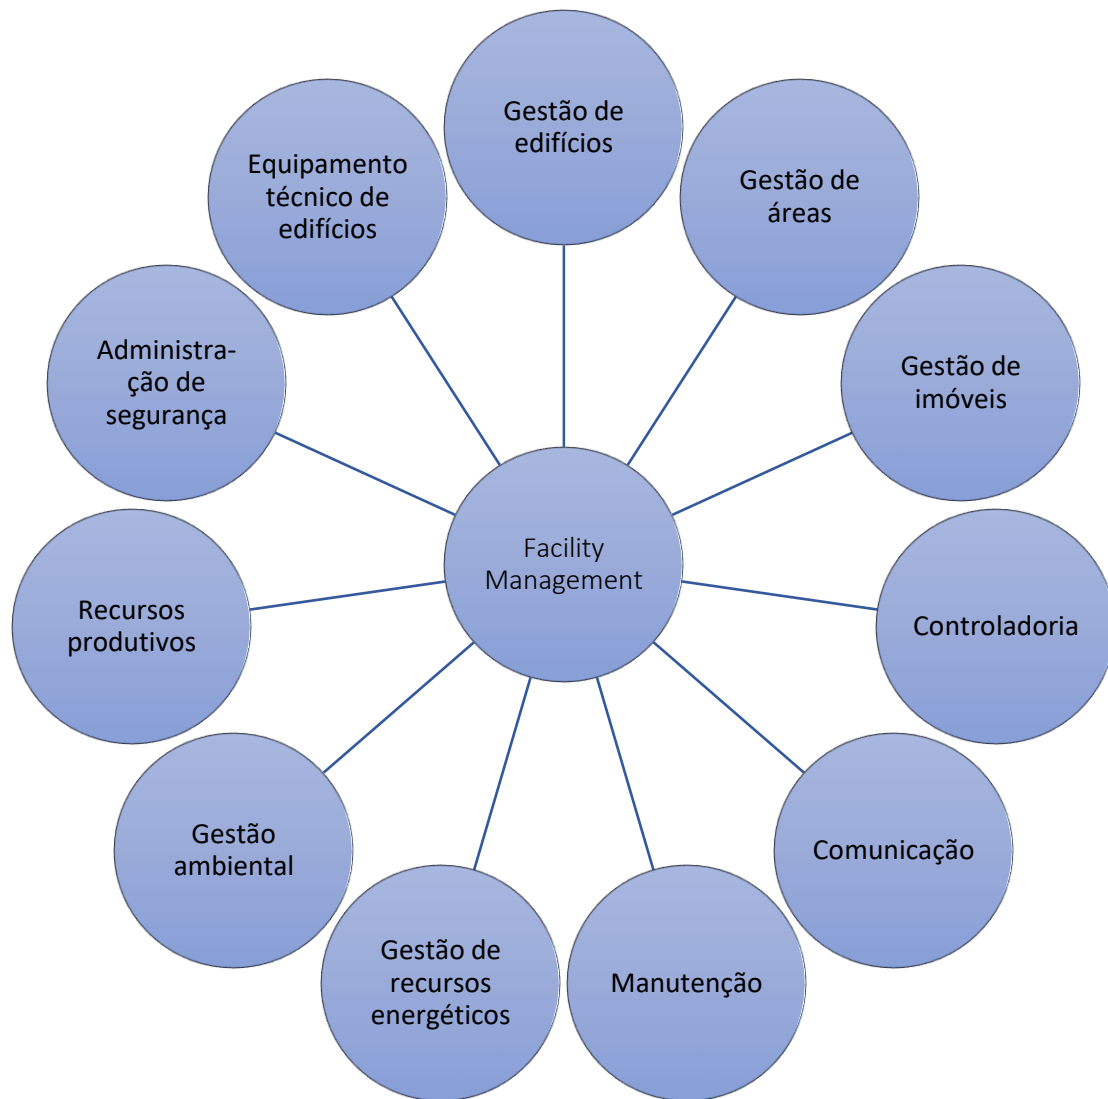 Gestão de
edifícios
Gestão de
áreas
Gestão de
imóveis
Controladoria
Comunicação
Manutenção
Gestão de
recursos
energéticos
Gestão
ambiental
Recursos
produtivos
Administra-
ção de
segurança
Equipamento
técnico de
edifícios
Facility
Management